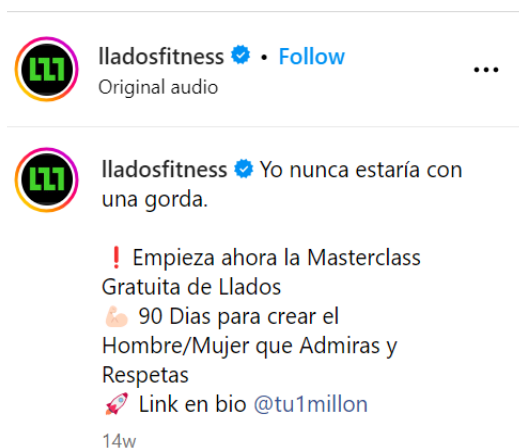 lladosfitness • Follow
Original audio
lladosfitness Yo nunca estaría con
una gorda.
❗ Empieza ahora la Masterclass
Gratuita de Llados
💪🏻 90 Dias para crear el
Hombre/Mujer que Admiras y
Respetas
🚀 Link en bio @tu1millon
14w